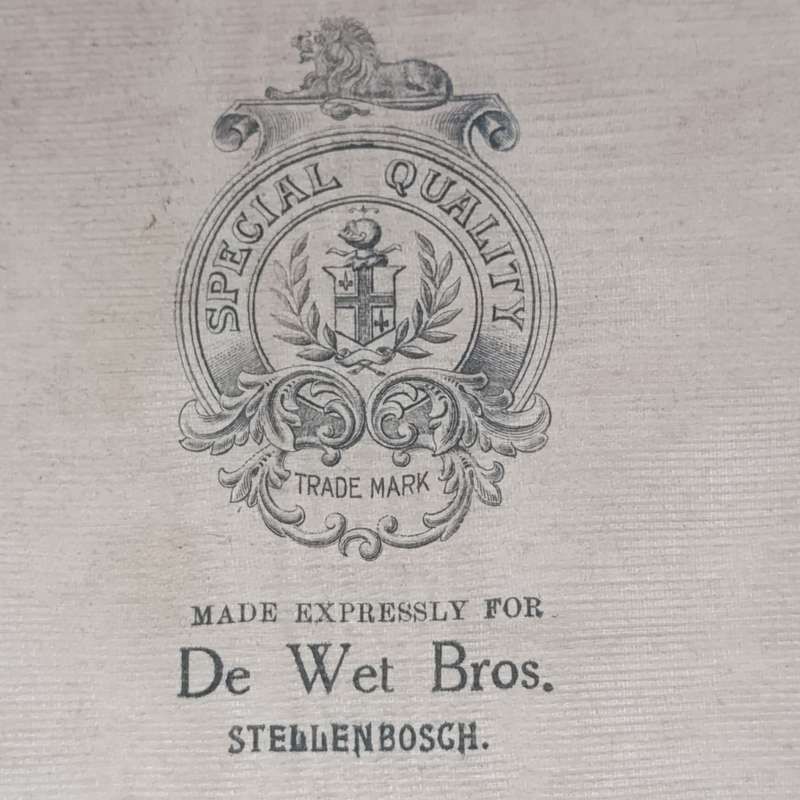 SPECIAL QUALITY
TRADE MARK
MADE EXPRESSLY FOR
De Wet Bros.
STELLENBOSCH.